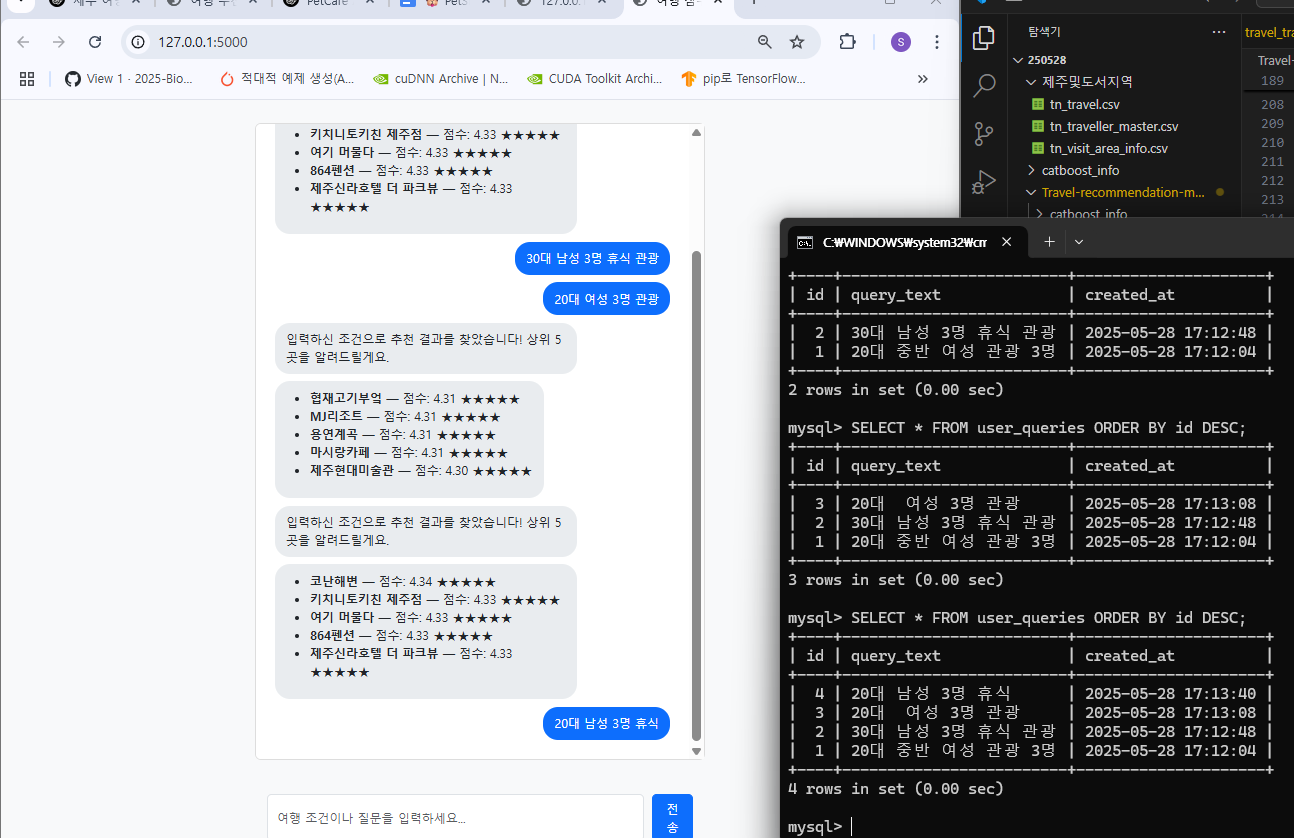 127.0.0.1:5000
S
View 1 · 2025-Bio...
적대적 예제 생성(A...
cuDNN Archive | N...
CUDA Toolkit Archi...
pip로 TensorFlow...
»
키치니토키친 제주점 — 점수: 4.33 ★★★★★
여기 머물다 — 점수: 4.33 ★★★★★
864펜션 — 점수: 4.33 ★★★★★
제주신라호텔 더 파크뷰 — 점수: 4.33
★★★★★
30대 남성 3명 휴식 관광
20대 여성 3명 관광
입력하신 조건으로 추천 결과를 찾았습니다! 상위 5
곳을 알려드릴게요.
협재고기부엌 — 점수: 4.31 ★★★★★
MJ리조트 — 점수: 4.31 ★★★★★
용연계곡 — 점수: 4.31 ★★★★★
마시랑카페 — 점수: 4.31 ★★★★★
제주현대미술관 — 점수: 4.30 ★★★★★
입력하신 조건으로 추천 결과를 찾았습니다! 상위 5
곳을 알려드릴게요.
코난해변 — 점수: 4.34 ★★★★★
키치니토키친 제주점 — 점수: 4.33 ★★★★★
여기 머물다 — 점수: 4.33 ★★★★★
864펜션 — 점수: 4.33 ★★★★★
제주신라호텔 더 파크뷰 — 점수: 4.33
★★★★★
20대 남성 3명 휴식
여행 조건이나 질문을 입력하세요...
전
송
탐색기
...
travel_tra
250528
Travel-
제주및도서지역
189
tn_travel.csv
208
tn_traveller_master.csv
209
210
tn_visit_area_info.csv
211
catboost_info
212
Travel-recommendation-m...
213
catboost_info
214
C:₩WINDOWS₩system32₩cm
+----+-------------------------+---------------------+
| id | query_text | created_at |
+----+-------------------------+---------------------+
| 2 | 30대 남성 3명 휴식 관광 | 2025-05-28 17:12:48 |
| 1 | 20대 중반 여성 관광 3명 | 2025-05-28 17:12:04 |
+----+-------------------------+---------------------+
2 rows in set (0.00 sec)
mysql> SELECT * FROM user_queries ORDER BY id DESC;
+----+-------------------------+---------------------+
| id | query_text | created_at |
+----+-------------------------+---------------------+
| 3 | 20대  여성 3명 관광 | 2025-05-28 17:13:08 |
| 2 | 30대 남성 3명 휴식 관광 | 2025-05-28 17:12:48 |
| 1 | 20대 중반 여성 관광 3명 | 2025-05-28 17:12:04 |
+----+-------------------------+---------------------+
3 rows in set (0.00 sec)
mysql> SELECT * FROM user_queries ORDER BY id DESC;
+----+-------------------------+---------------------+
| id | query_text | created_at |
+----+-------------------------+---------------------+
| 4 | 20대 남성 3명 휴식 | 2025-05-28 17:13:40 |
| 3 | 20대  여성 3명 관광 | 2025-05-28 17:13:08 |
| 2 | 30대 남성 3명 휴식 관광 | 2025-05-28 17:12:48 |
| 1 | 20대 중반 여성 관광 3명 | 2025-05-28 17:12:04 |
+----+-------------------------+---------------------+
4 rows in set (0.00 sec)
mysql>